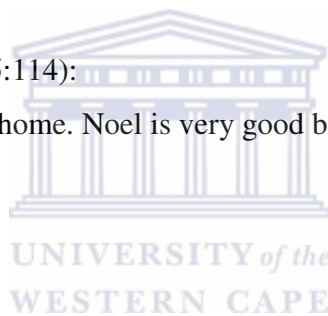 :114):
home. Noel is very good b
UNIVERSITY of the
WESTERN CAPE